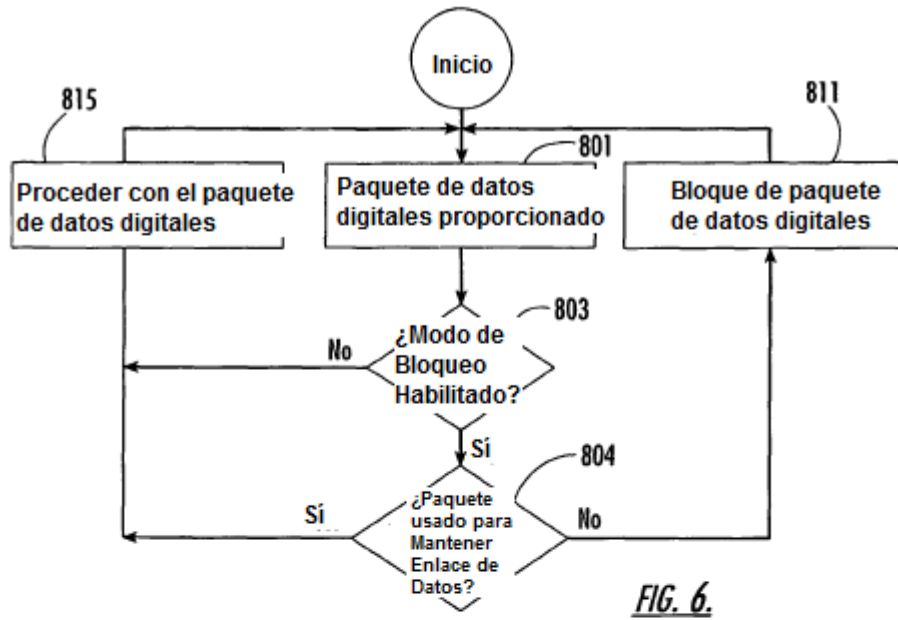 Inicio
815
801
811
Proceder con el paquete
de datos digitales
Paquete de datos
digitales proporcionado
Bloque de paquete
de datos digitales
803
¿Modo de
Bloqueo
Habilitado?
No
Sí
804
¿Paquete
usado para
Mantener
Enlace de
Datos?
Sí
No
FIG. 6.